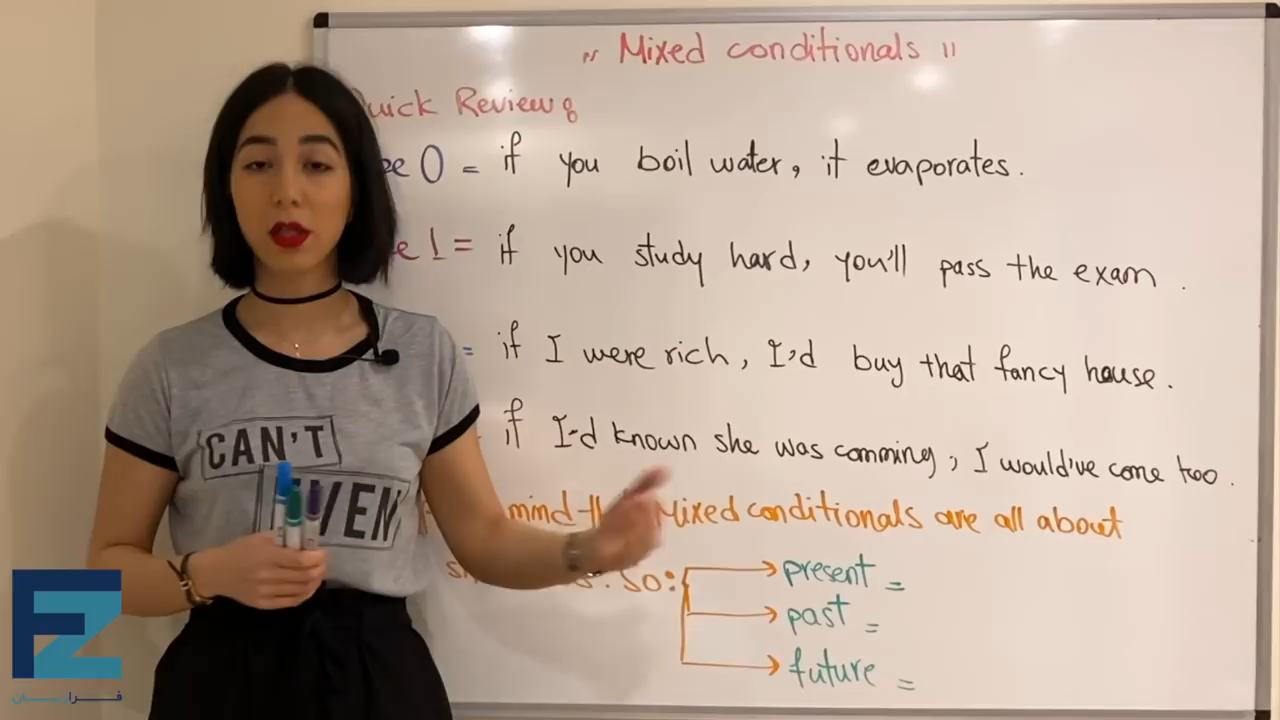 " Mixed conditionals "
Quick Review:
0 = if you boil water, it evaporates.
1 = if you study hard, you'll pass the exam.
= if I were rich, I'd buy that fancy house.
if I'd known she was comming, I would've come too.
mind Mixed conditionals are all about
So:
present =
past =
future =
CAN'T
EVEN
FZ